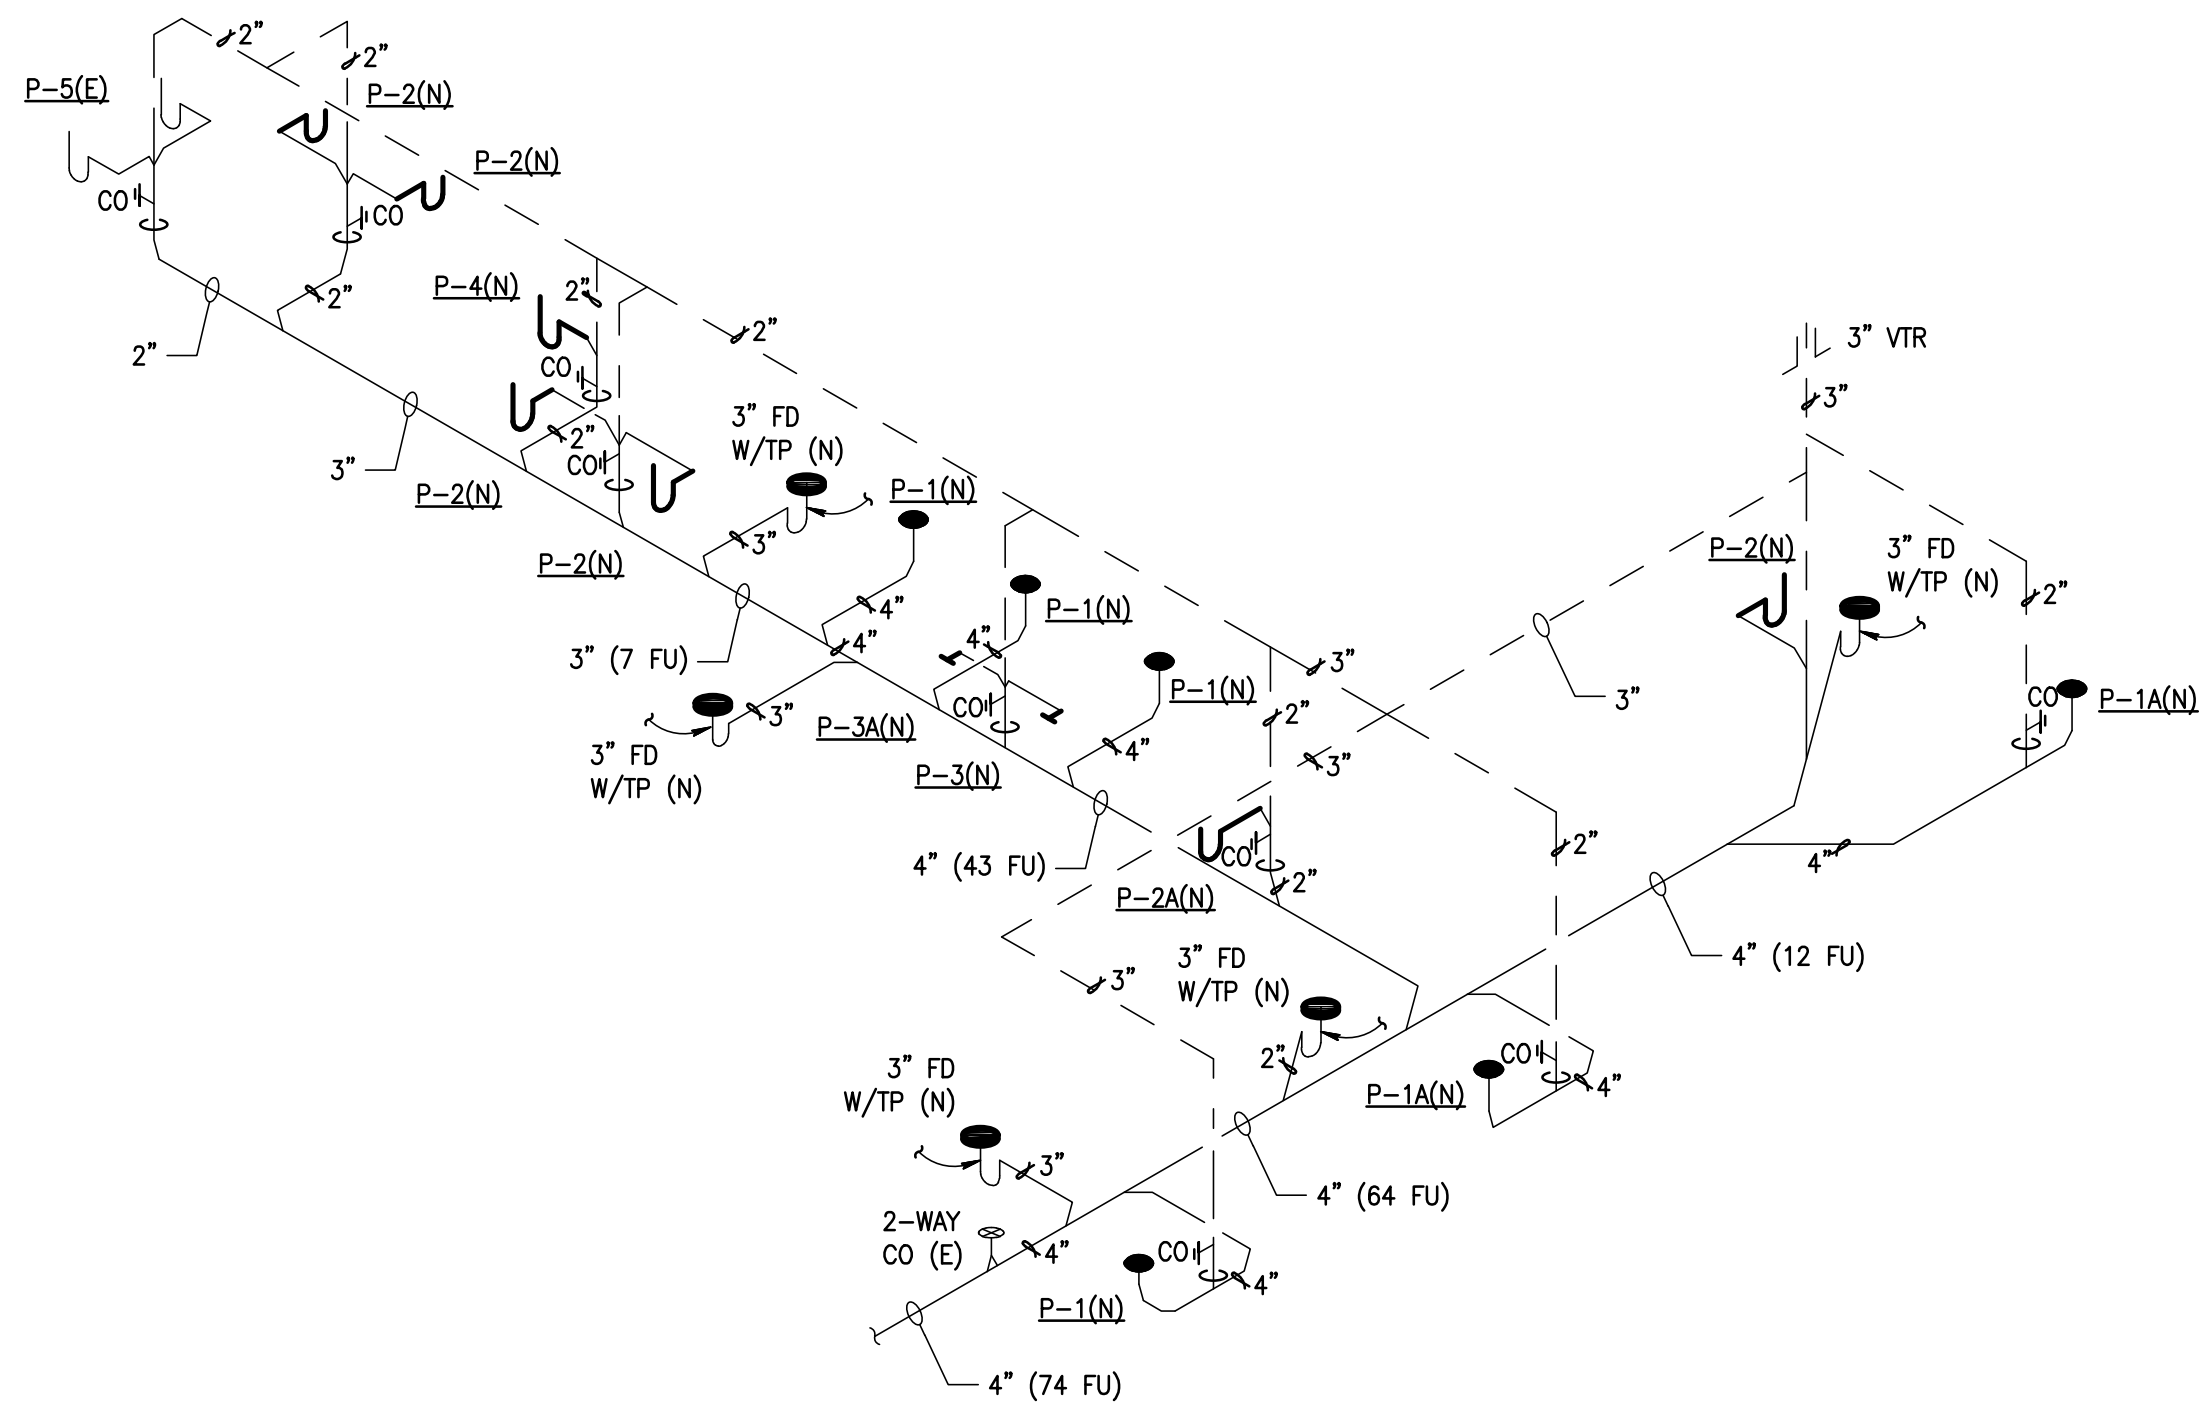 2"
2"
P-5(E)
P-2(N)
P-2(N)
CO
CO
P-4(N)
2"
2"
2"
2"
3" VTR
CO
3"
3" FD
W/TP (N)
2"
CO
3"
P-2(N)
P-1(N)
3"
P-2(N)
3" FD
W/TP (N)
P-2(N)
2"
4"
P-1(N)
4"
4"
3" (7 FU)
3"
P-1(N)
3"
CO
P-1A(N)
CO
2"
3"
P-3A(N)
3" FD
W/TP (N)
4"
3"
P-3(N)
2"
CO
4"
4" (43 FU)
2"
P-2A(N)
3" FD
W/TP (N)
4" (12 FU)
3"
2"
CO
3" FD
W/TP (N)
P-1A(N)
4"
3"
4" (64 FU)
2-WAY
CO (E)
4"
CO
4"
P-1(N)
4" (74 FU)